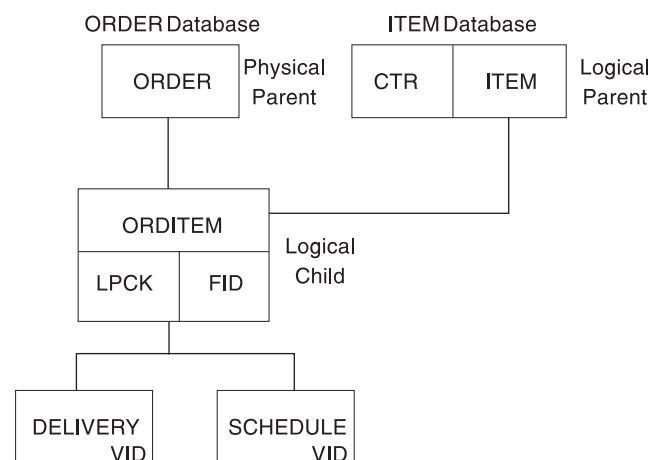 ORDER Database
ITEM Database
ORDER
Physical
Parent
CTR
ITEM
Logical
Parent
ORDITEM
LPCK
FID
Logical
Child
DELIVERY
VID
SCHEDULE
VID